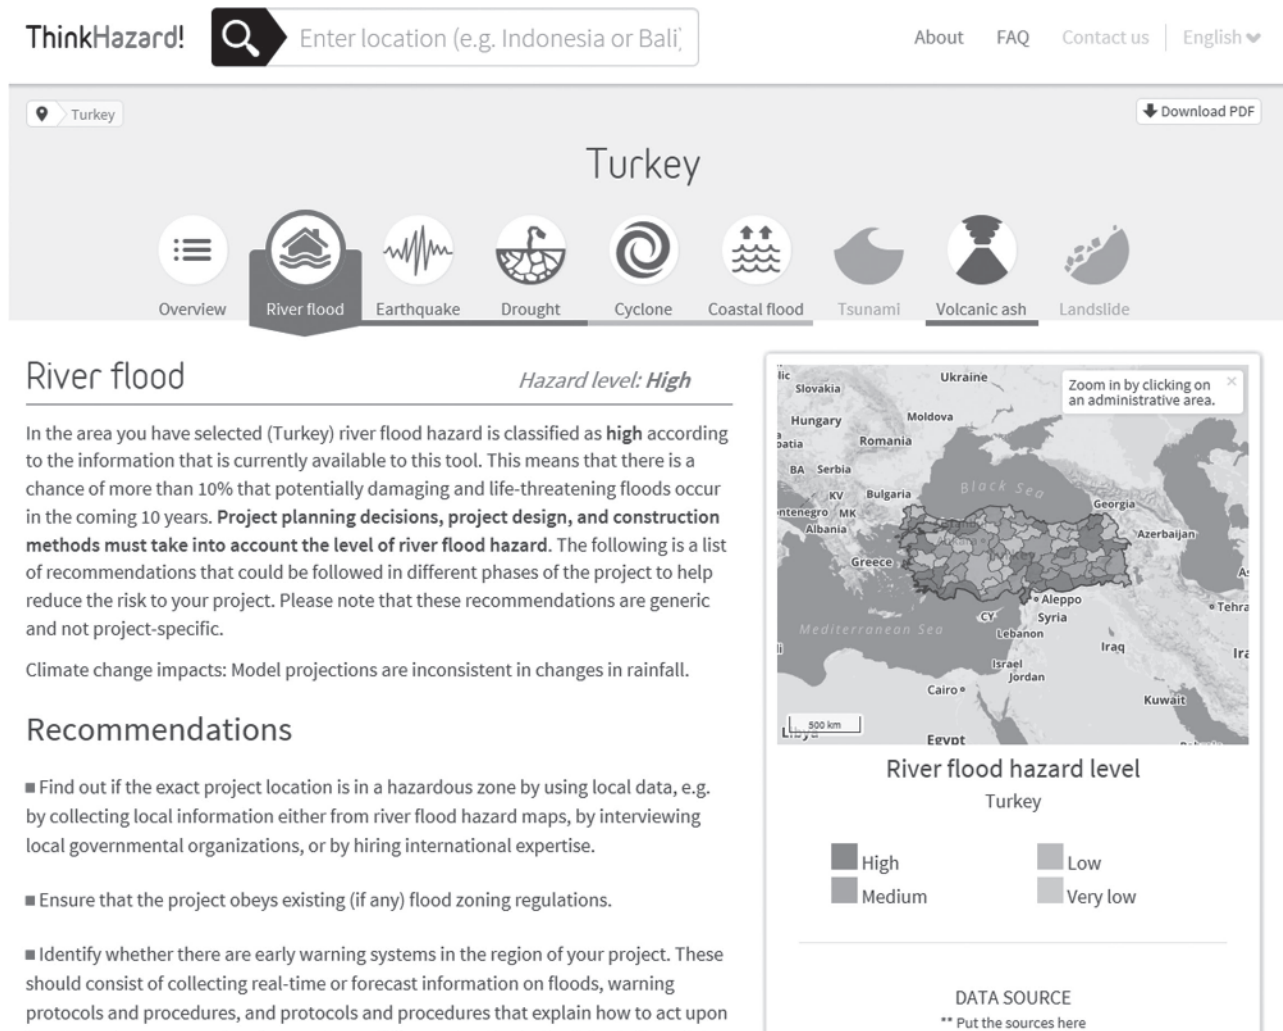 ThinkHazard!
Enter location (e.g. Indonesia or Bali)
About FAQ Contact us English
Turkey
Download PDF
Turkey
Overview River flood Earthquake Drought Cyclone Coastal flood Tsunami Volcanic ash Landslide
River flood
Hazard level: High
In the area you have selected (Turkey) river flood hazard is classified as high according
to the information that is currently available to this tool. This means that there is a
chance of more than 10% that potentially damaging and life-threatening floods occur
in the coming 10 years. Project planning decisions, project design, and construction
methods must take into account the level of river flood hazard. The following is a list
of recommendations that could be followed in different phases of the project to help
reduce the risk to your project. Please note that these recommendations are generic
and not project-specific.
Climate change impacts: Model projections are inconsistent in changes in rainfall.
Recommendations
■ Find out if the exact project location is in a hazardous zone by using local data, e.g.
by collecting local information either from river flood hazard maps, by interviewing
local governmental organizations, or by hiring international expertise.
■ Ensure that the project obeys existing (if any) flood zoning regulations.
■ Identify whether there are early warning systems in the region of your project. These
should consist of collecting real-time or forecast information on floods, warning
protocols and procedures, and protocols and procedures that explain how to act upon
Zoom in by clicking on
an administrative area.
×
lic
Slovakia
Ukraine
Hungary
Moldova
Romania
BA Serbia
KV
Bulgaria
Black Sea
Georgia
ntenegro MK
Albania
Azerbaijan
Greece
Aleppo
Tehra
CY
Syria
Mediterranean Sea
Lebanon
Iraq
Ira
Israel
Jordan
Cairo
Kuwait
500 km
Libya
Egypt
River flood hazard level
Turkey
High
Low
Medium
Very low
DATA SOURCE
** Put the sources here